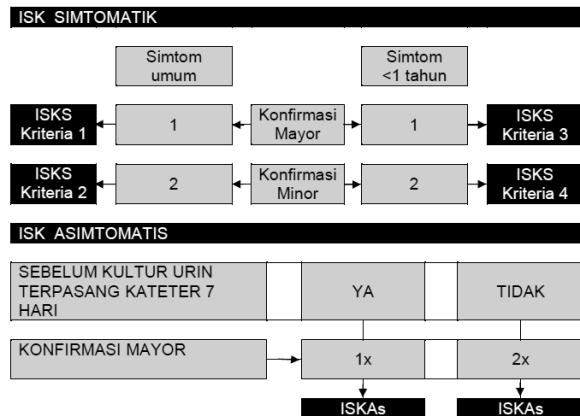 ISK SIMTOMATIK
Simtom
umum
Simtom
<1 tahun
ISKS
Kriteria 1
1
Konfirmasi
Mayor
1
ISKS
Kriteria 3
ISKS
Kriteria 2
2
Konfirmasi
Minor
2
ISKS
Kriteria 4
ISK ASIMTOMATIS
SEBELUM KULTUR URIN
TERPASANG KATETER 7
HARI
YA
TIDAK
KONFIRMASI MAYOR
1x
2x
ISKAs
ISKAs